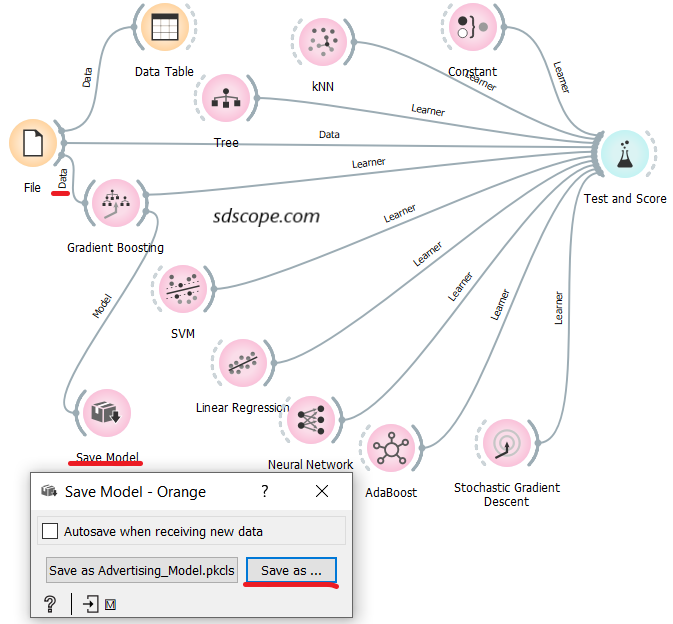 Data Table
kNN
Constant
Data
Learner
Learner
Tree
Learner
Data
File
Data
Learner
Test and Score
Gradient Boosting
sdscope.com
Learner
Learner
Model
SVM
Learner
Learner
Learner
Linear Regression
Save Model
Neural Network
AdaBoost
Stochastic Gradient
Descent
Save Model - Orange
?
Autosave when receiving new data
Save as Advertising_Model.pkcls
Save as ...
?
M